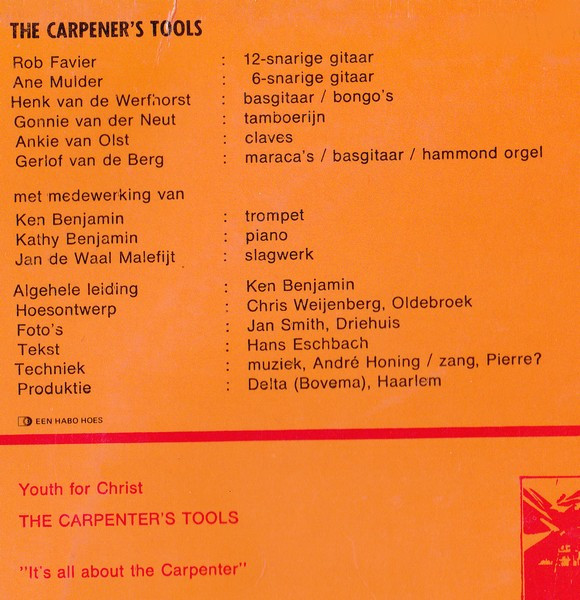 THE CARPENER'S TOOLS
Rob Favier : 12-snarige gitaar
Ane Mulder : 6-snarige gitaar
Henk van de Werfhorst : basgitaar / bongo's
Gonnie van der Neut : tamboerijn
Ankie van Olst : claves
Gerlof van de Berg : maraca's / basgitaar / hammond orgel
met medewerking van
Ken Benjamin : trompet
Kathy Benjamin : piano
Jan de Waal Malefijt : slagwerk
Algehele leiding : Ken Benjamin
Hoesontwerp : Chris Weijenberg, Oldebroek
Foto's : Jan Smith, Driehuis
Tekst : Hans Eschbach
Techniek : muziek, André Honing / zang, Pierre?
Produktie : Delta (Bovema), Haarlem
EEN HABO HOES
Youth for Christ
THE CARPENTER'S TOOLS
"It's all about the Carpenter"